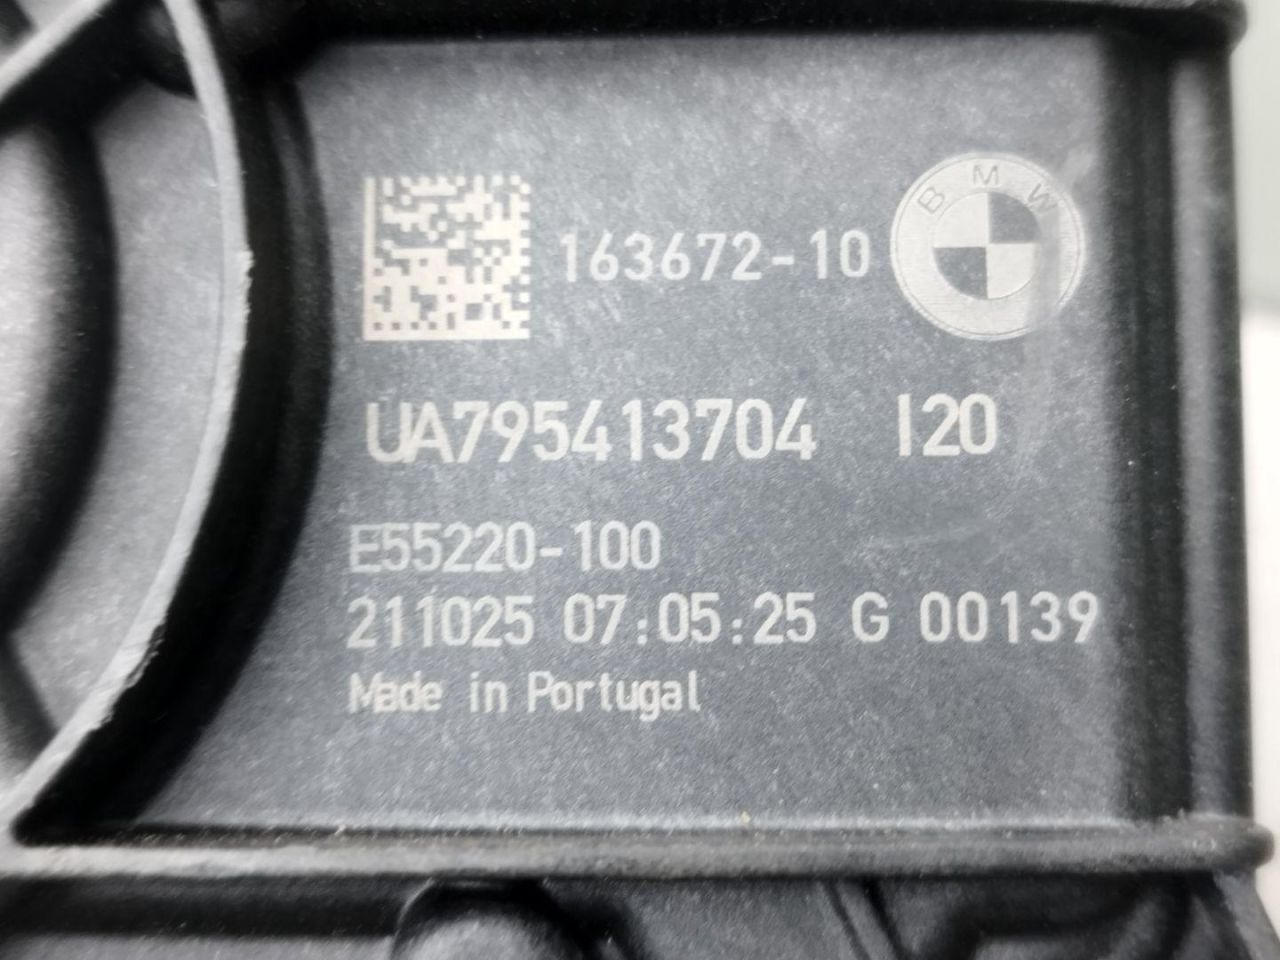 163672-10
BMW
UA795413704 I20
E55220-100
211025 07:05:25 G 00139
Made in Portugal